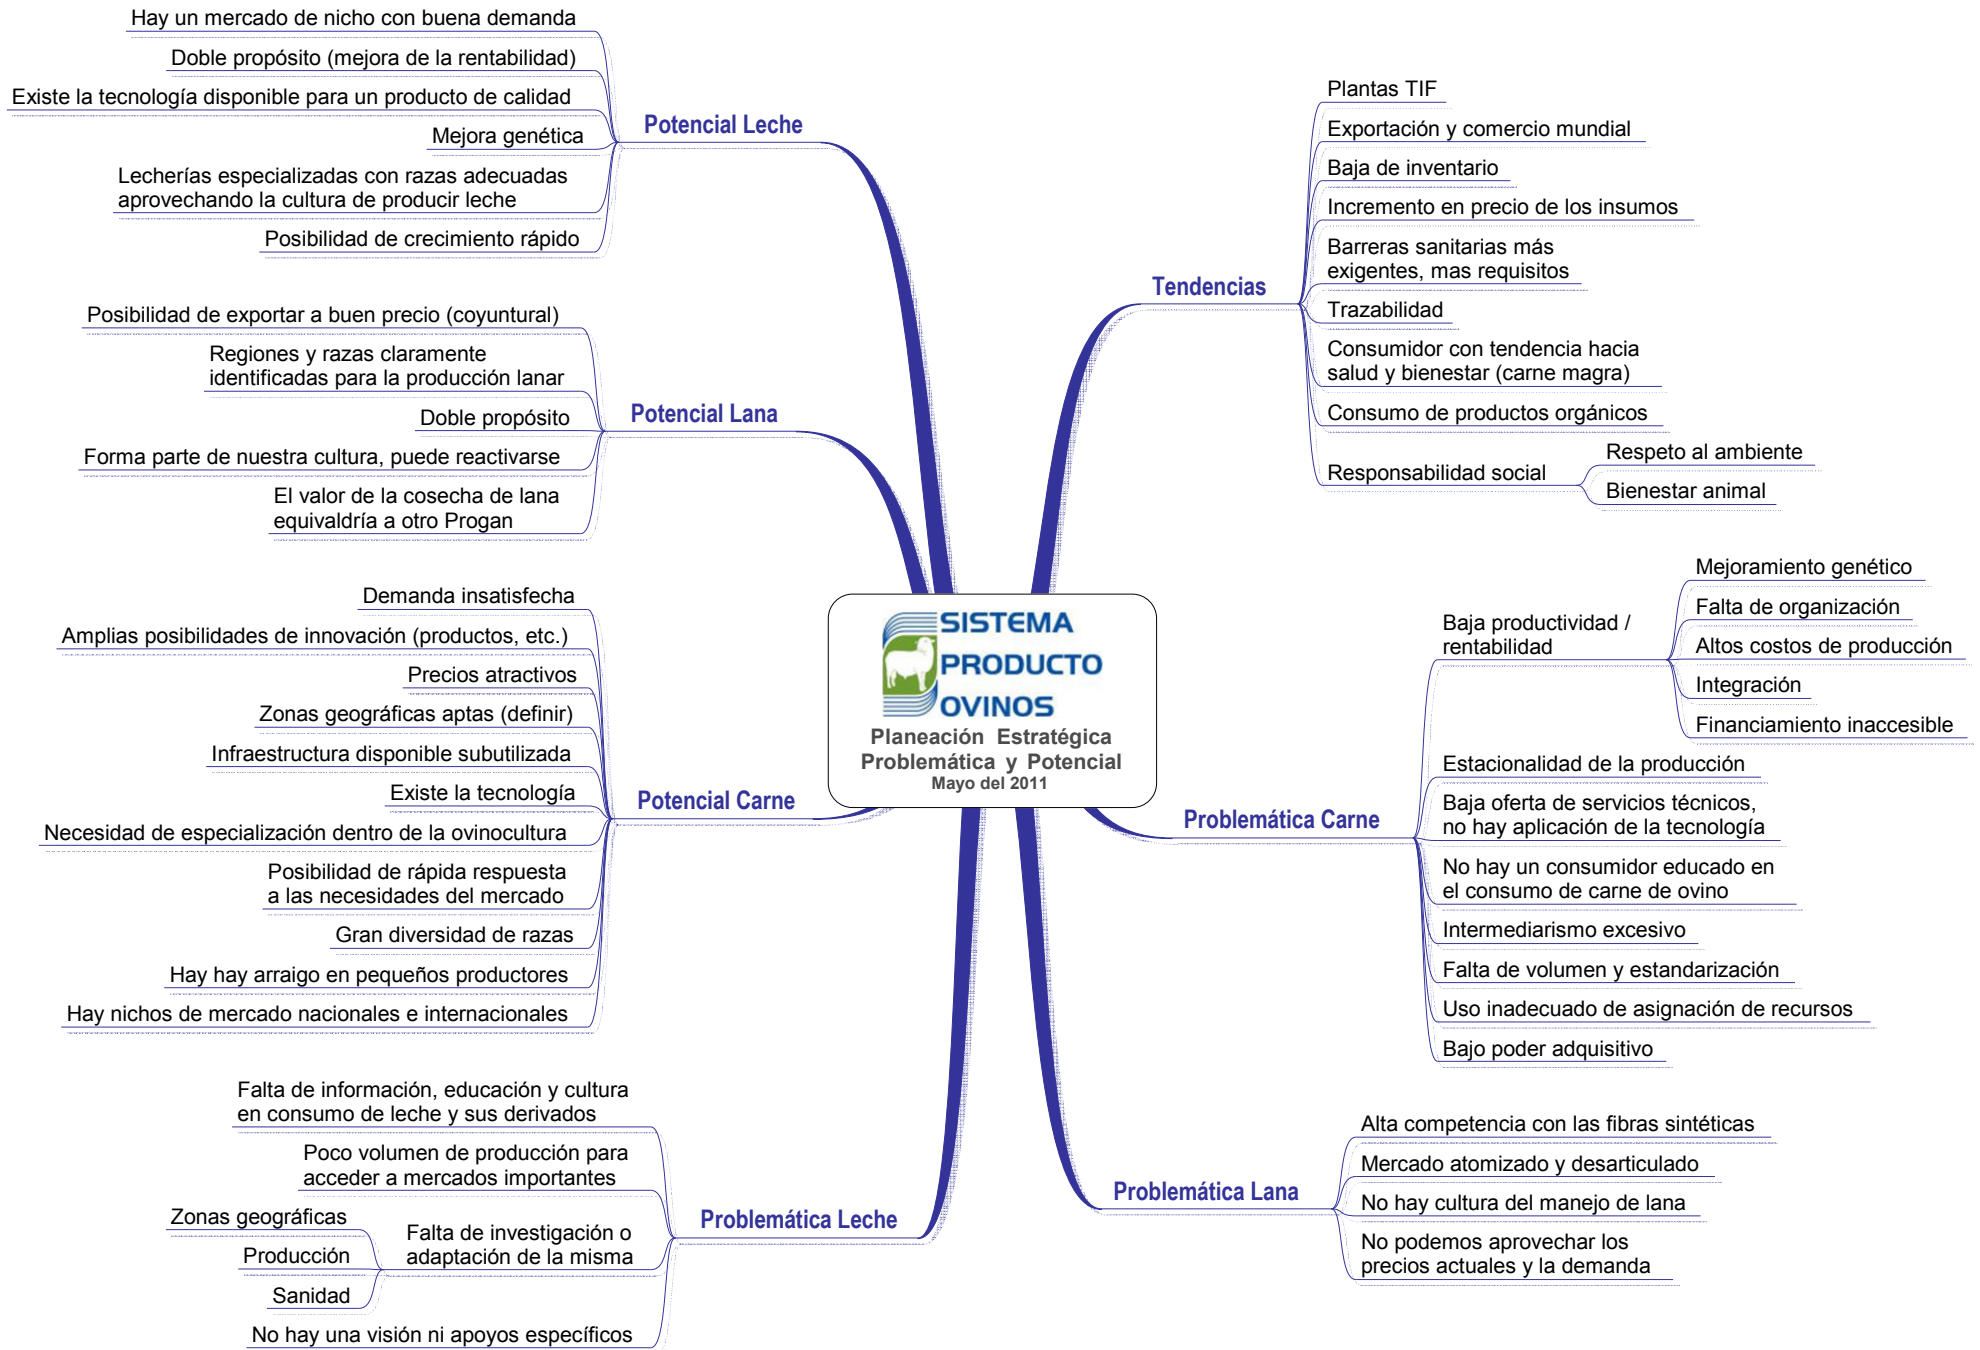 SISTEMA
PRODUCTO
OVINOS
Planeación Estratégica
Problemática y Potencial
Mayo del 2011
Tendencias
Plantas TIF
Exportación y comercio mundial
Baja de inventario
Incremento en precio de los insumos
Barreras sanitarias más
exigentes, mas requisitos
Trazabilidad
Consumidor con tendencia hacia
salud y bienestar (carne magra)
Consumo de productos orgánicos
Responsabilidad social
Respeto al ambiente
Bienestar animal
Problemática Carne
Baja productividad /
rentabilidad
Mejoramiento genético
Falta de organización
Altos costos de producción
Integración
Financiamiento inaccesible
Estacionalidad de la producción
Baja oferta de servicios técnicos,
no hay aplicación de la tecnología
No hay un consumidor educado en
el consumo de carne de ovino
Intermediarismo excesivo
Falta de volumen y estandarización
Uso inadecuado de asignación de recursos
Bajo poder adquisitivo
Problemática Lana
Alta competencia con las fibras sintéticas
Mercado atomizado y desarticulado
No hay cultura del manejo de lana
No podemos aprovechar los
precios actuales y la demanda
Problemática Leche
Falta de información, educación y cultura
en consumo de leche y sus derivados
Poco volumen de producción para
acceder a mercados importantes
Falta de investigación o
adaptación de la misma
Zonas geográficas
Producción
Sanidad
No hay una visión ni apoyos específicos
Potencial Carne
Demanda insatisfecha
Amplias posibilidades de innovación (productos, etc.)
Precios atractivos
Zonas geográficas aptas (definir)
Infraestructura disponible subutilizada
Existe la tecnología
Necesidad de especialización dentro de la ovinocultura
Posibilidad de rápida respuesta
a las necesidades del mercado
Gran diversidad de razas
Hay hay arraigo en pequeños productores
Hay nichos de mercado nacionales e internacionales
Potencial Lana
Posibilidad de exportar a buen precio (coyuntural)
Regiones y razas claramente
identificadas para la producción lanar
Doble propósito
Forma parte de nuestra cultura, puede reactivarse
El valor de la cosecha de lana
equivaldría a otro Progan
Potencial Leche
Hay un mercado de nicho con buena demanda
Doble propósito (mejora de la rentabilidad)
Existe la tecnología disponible para un producto de calidad
Mejora genética
Lecherías especializadas con razas adecuadas
aprovechando la cultura de producir leche
Posibilidad de crecimiento rápido